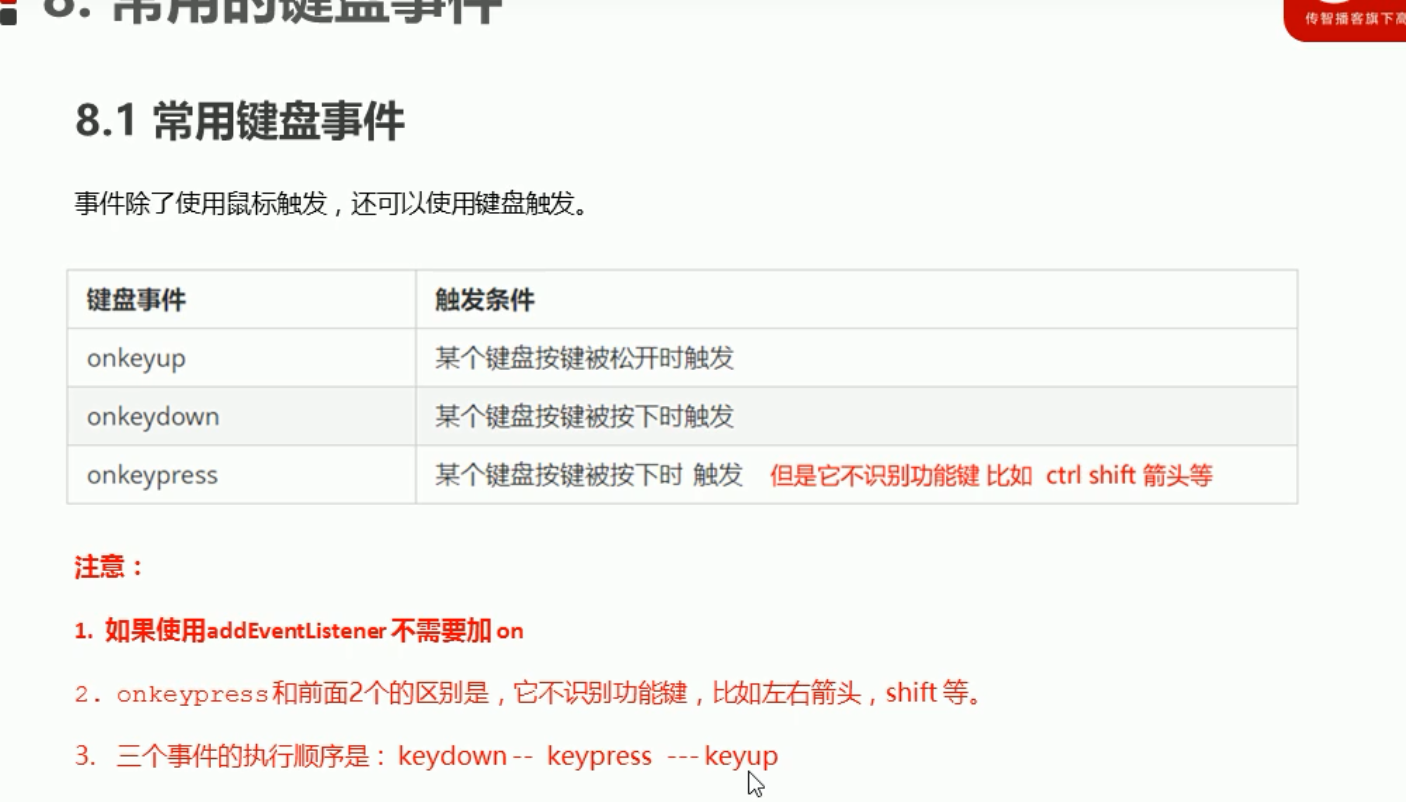 8. 常用的键盘事件
传智播客旗下高
8.1 常用键盘事件
事件除了使用鼠标触发，还可以使用键盘触发。
键盘事件 触发条件
onkeyup 某个键盘按键被松开时触发
onkeydown 某个键盘按键被按下时触发
onkeypress 某个键盘按键被按下时 触发 但是它不识别功能键 比如 ctrl shift 箭头等
注意：
1. 如果使用addEventListener 不需要加 on
2. onkeypress和前面2个的区别是，它不识别功能键，比如左右箭头，shift 等。
3. 三个事件的执行顺序是：keydown -- keypress --- keyup